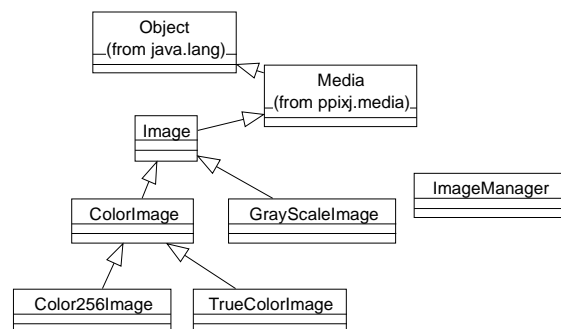 Object
(from java.lang)
Media
(from ppixj.media)
Image
ImageManager
ColorImage
GrayScaleImage
Color256Image
TrueColorImage